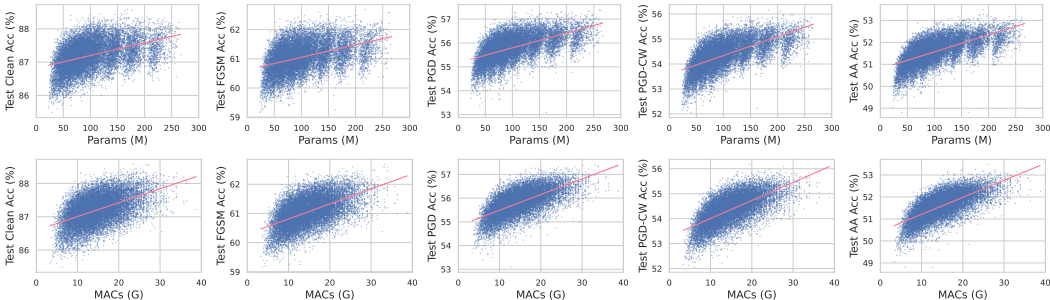 Test Clean Acc (%)
88
87
86
0 50 100 150 200 250 300
Params (M)
Test FGSM Acc (%)
62
61
60
59
0 50 100 150 200 250 300
Params (M)
Test PGD Acc (%)
57
56
55
54
53
0 50 100 150 200 250 300
Params (M)
Test PGD-CW Acc (%)
56
55
54
53
52
0 50 100 150 200 250 300
Params (M)
Test AA Acc (%)
53
52
51
50
49
48
0 50 100 150 200 250 300
Params (M)
Test Clean Acc (%)
88
87
86
0 10 20 30 40
MACs (G)
Test FGSM Acc (%)
62
61
60
59
0 10 20 30 40
MACs (G)
Test PGD Acc (%)
57
56
55
54
53
0 10 20 30 40
MACs (G)
Test PGD-CW Acc (%)
56
55
54
53
52
0 10 20 30 40
MACs (G)
Test AA Acc (%)
53
52
51
50
49
0 10 20 30 40
MACs (G)